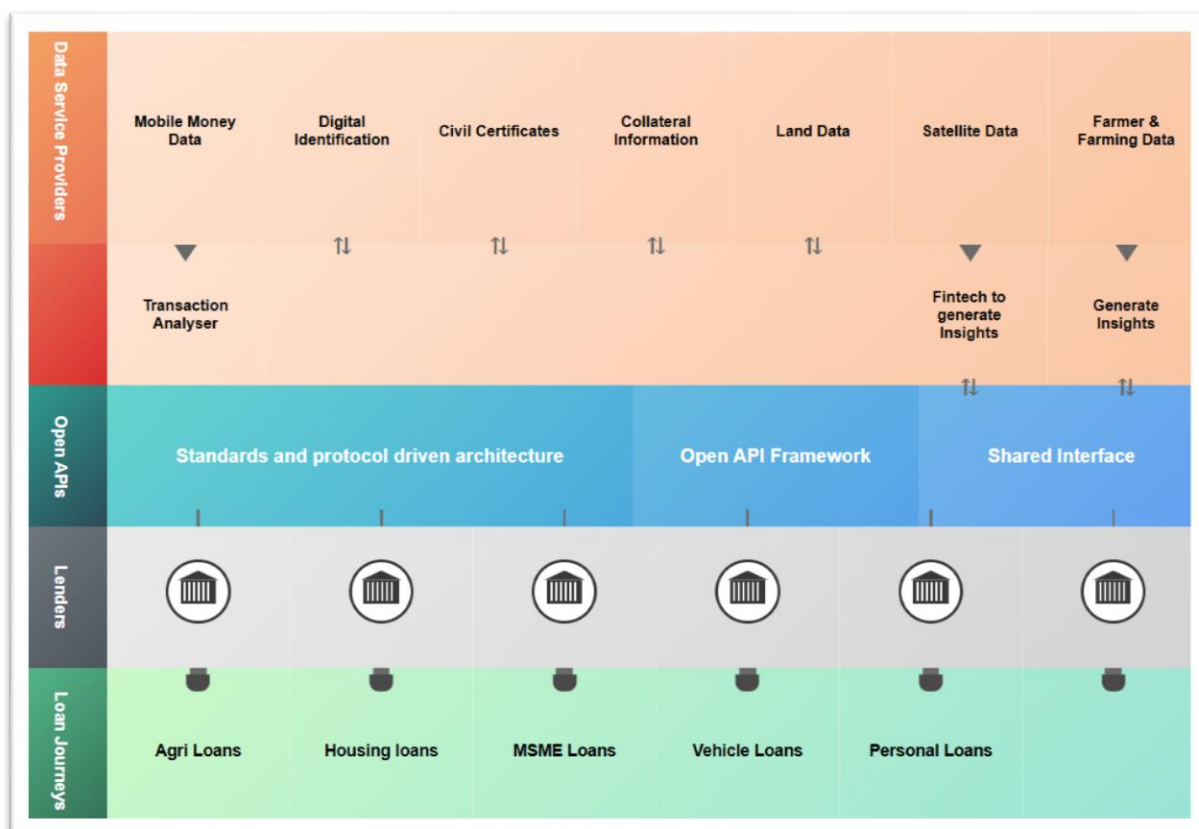 Data Service Providers
Mobile Money
Data
Digital
Identification
Civil Certificates
Collateral
Information
Land Data
Satellite Data
Farmer &
Farming Data
Transaction
Analyser
Fintech to
generate
Insights
Generate
Insights
Open APIs
Standards and protocol driven architecture
Open API Framework
Shared Interface
Lenders
Loan Journeys
Agri Loans
Housing loans
MSME Loans
Vehicle Loans
Personal Loans